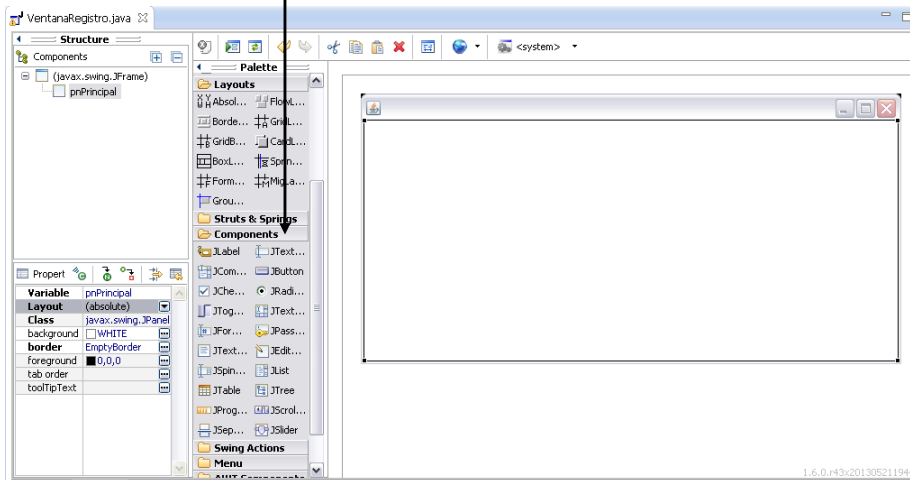 VentanaRegistro.java
Structure
Components
(javax.swing.JFrame)
pnPrincipal
Propert
Variable pnPrincipal
Layout (absolute)
Class javax.swing.JPanel
background WHITE
border EmptyBorder
foreground 0,0,0
tab order
toolTipText
<system>
Palette
Layouts
Absol... FlowL...
Borde... GridL...
GridB... CardL...
BoxL... Sprin...
Form... MigLa...
Grou...
Struts & Springs
Components
JLabel JText...
JCom... JButton
JChe... JRadi...
JTog... JText...
JFor... JPass...
JText... JEdit...
JSpin... JList
JTable JTree
JProg... JScrol...
JSep... JSlider
Swing Actions
Menu
AWT Components
1.6.0.r43x20130521194